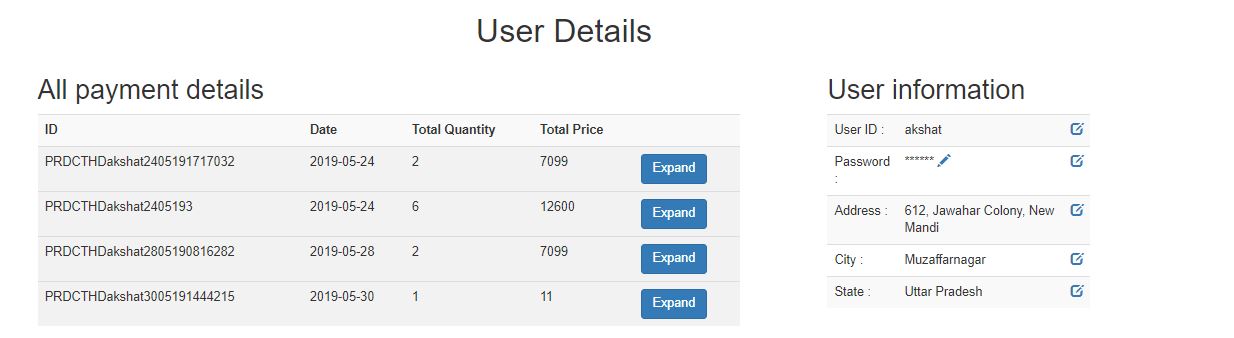 User Details
All payment details
ID Date Total Quantity Total Price
PRDCTHDakshat2405191717032 2019-05-24 2 7099 Expand
PRDCTHDakshat2405193 2019-05-24 6 12600 Expand
PRDCTHDakshat2805190816282 2019-05-28 2 7099 Expand
PRDCTHDakshat3005191444215 2019-05-30 1 11 Expand
User information
User ID : akshat
Password ******
:
Address : 612, Jawahar Colony, New
Mandi
City : Muzaffarnagar
State : Uttar Pradesh